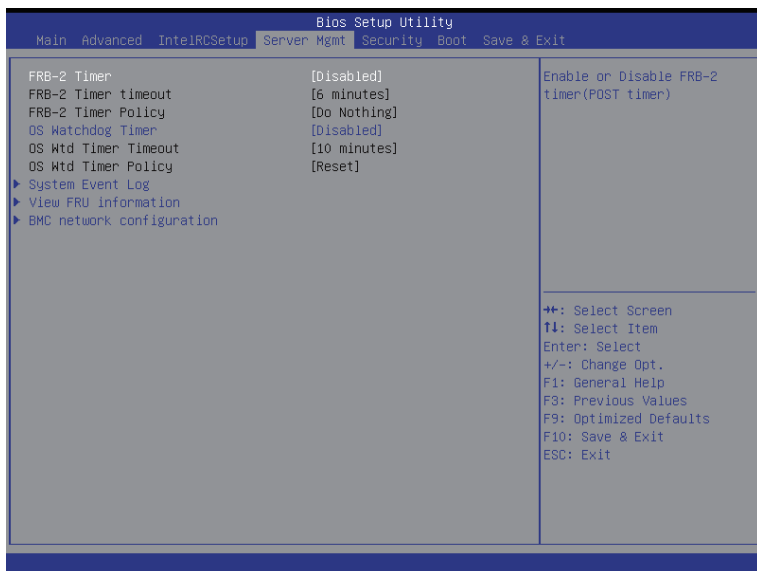 Bios Setup Utility
Main Advanced IntelRCSetup Server Mgmt Security Boot Save & Exit
FRB-2 Timer [Disabled]
FRB-2 Timer timeout [6 minutes]
FRB-2 Timer Policy [Do Nothing]
OS Watchdog Timer [Disabled]
OS Wtd Timer Timeout [10 minutes]
OS Wtd Timer Policy [Reset]
System Event Log
View FRU information
BMC network configuration
Enable or Disable FRB-2
timer(POST timer)
→←: Select Screen
↑↓: Select Item
Enter: Select
+/-: Change Opt.
F1: General Help
F3: Previous Values
F9: Optimized Defaults
F10: Save & Exit
ESC: Exit